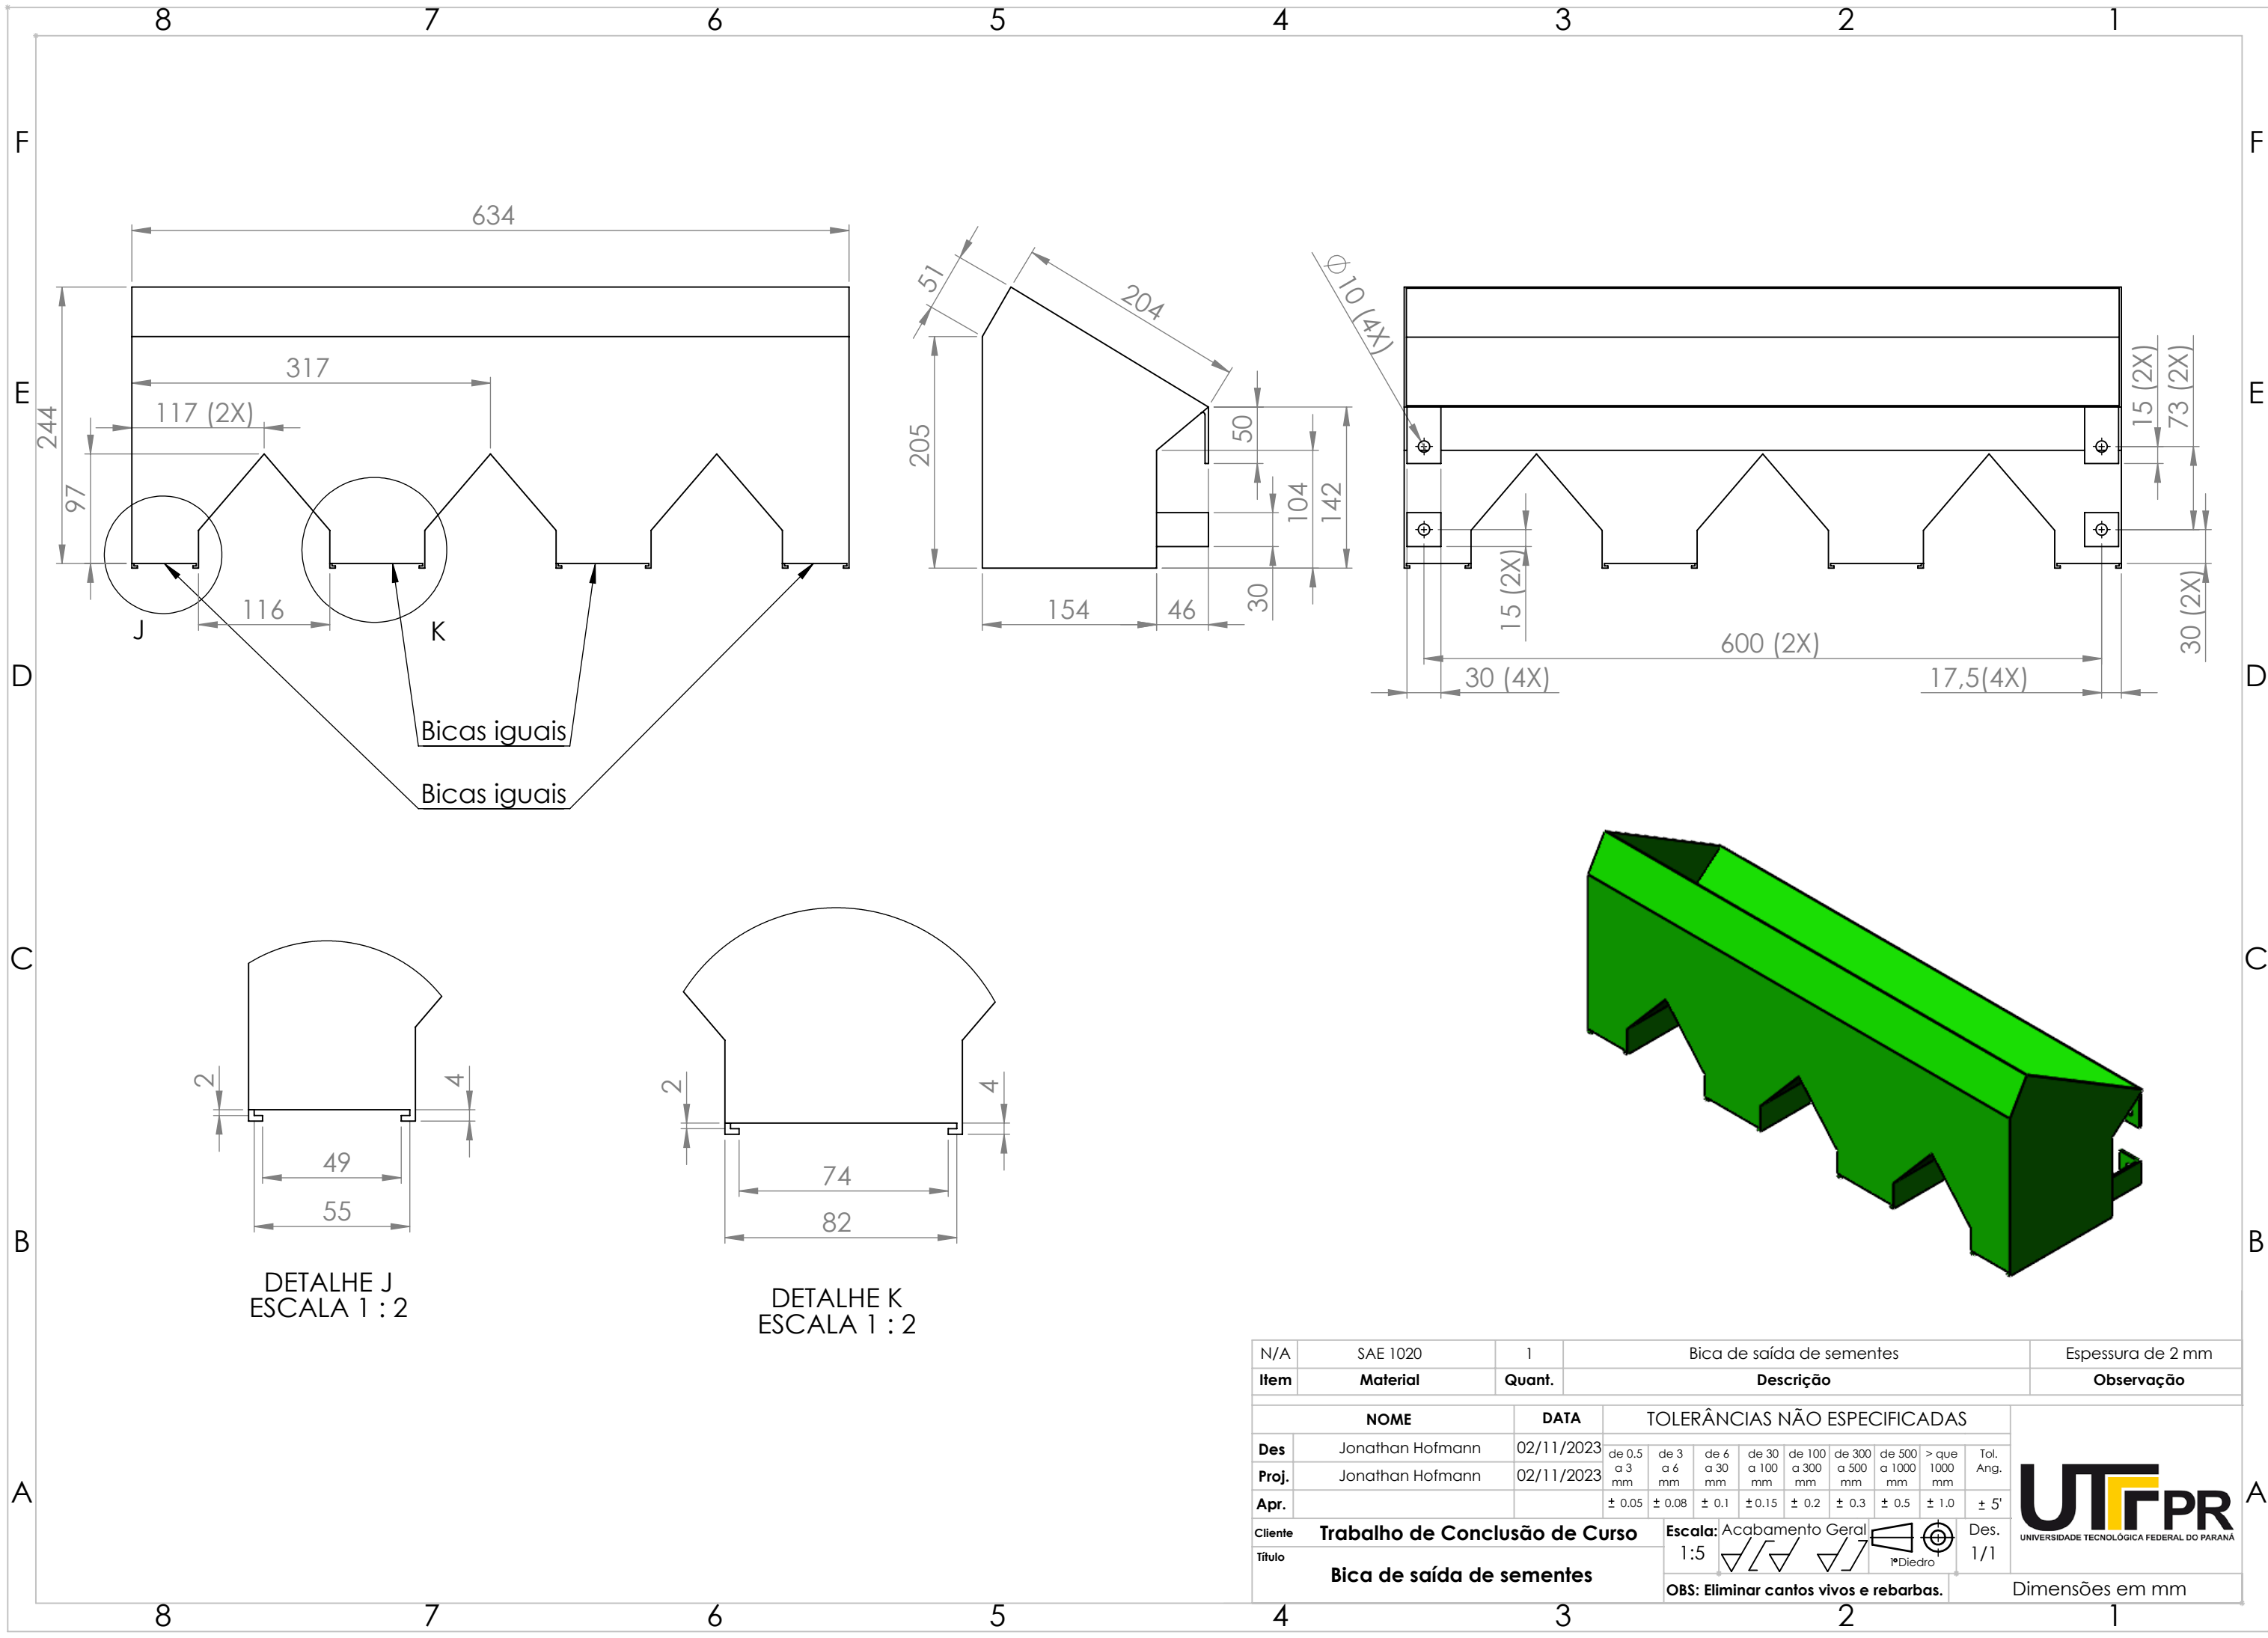 8 7 6 5 4 3 2 1
F F
634
51
204
Ø 10 (4X)
317
117 (2X)
E E
244
97
205
50
104
142
15 (2X)
73 (2X)
116
J
K
154
46
30
15 (2X)
30 (2X)
600 (2X)
30 (4X)
17,5(4X)
D D
Bicas iguais
Bicas iguais
C C
2
4
49
55
DETALHE J
ESCALA 1 : 2
2
4
74
82
DETALHE K
ESCALA 1 : 2
B B
N/A SAE 1020 1 Bica de saída de sementes Espessura de 2 mm
Item Material Quant. Descrição Observação
NOME DATA TOLERÂNCIAS NÃO ESPECIFICADAS
Des Jonathan Hofmann 02/11/2023
Proj. Jonathan Hofmann 02/11/2023
Apr.
de 0.5 de 3 de 6 de 30 de 100 de 300 de 500 > que Tol.
a 3 a 6 a 30 a 100 a 300 a 500 a 1000 1000 Ang.
mm mm mm mm mm mm mm mm
± 0.05 ± 0.08 ± 0.1 ± 0.15 ± 0.2 ± 0.3 ± 0.5 ± 1.0 ± 5'
A A
UTFPR
UNIVERSIDADE TECNOLÓGICA FEDERAL DO PARANÁ
Cliente Trabalho de Conclusão de Curso
Título
Bica de saída de sementes
Escala: Acabamento Geral Des.
1:5 1ºDiedro 1/1
OBS: Eliminar cantos vivos e rebarbas. Dimensões em mm
8 7 6 5 4 3 2 1